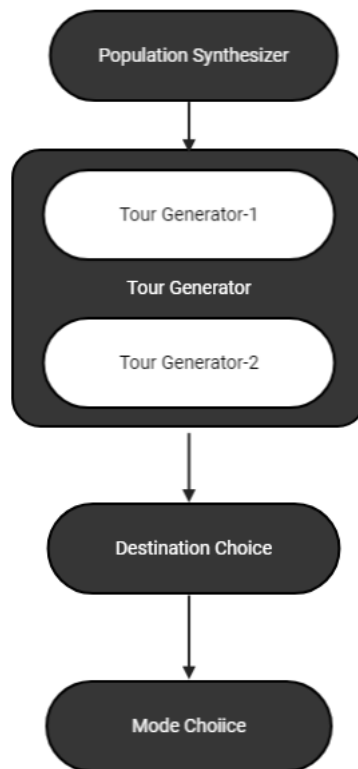 Population Synthesizer
Tour Generator-1
Tour Generator
Tour Generator-2
Destination Choice
Mode Choiice